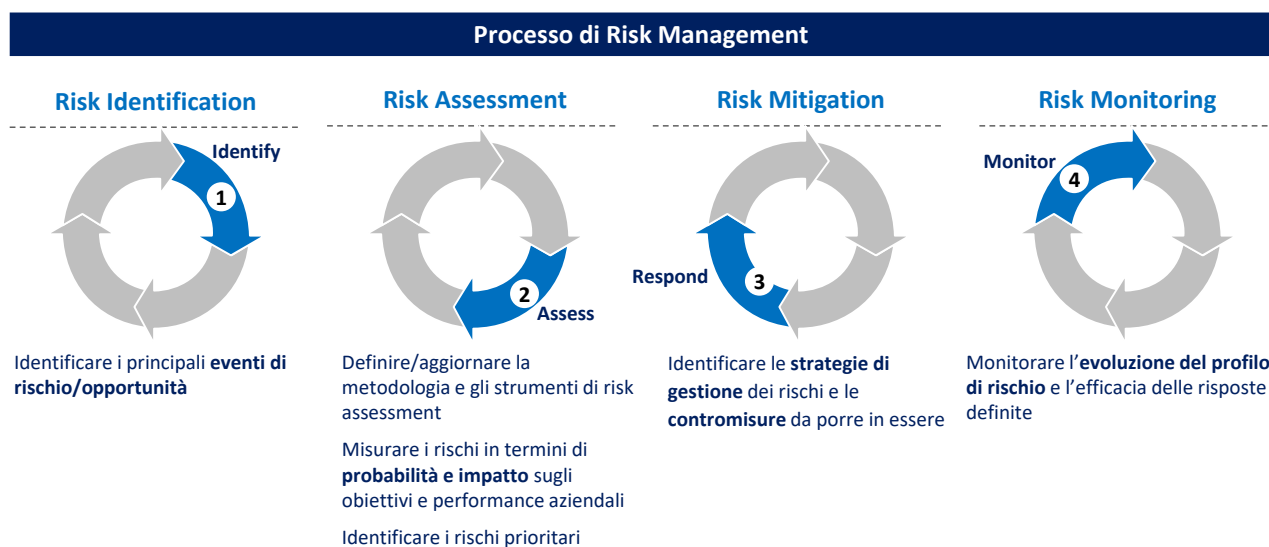 Processo di Risk Management
Risk Identification
Identify
1
Identificare i principali eventi di
rischio/opportunità
Risk Assessment
2
Assess
Definire/aggiornare la
metodologia e gli strumenti di risk
assessment
Misurare i rischi in termini di
probabilità e impatto sugli
obiettivi e performance aziendali
Identificare i rischi prioritari
Risk Mitigation
Respond
3
Identificare le strategie di
gestione dei rischi e le
contromisure da porre in essere
Risk Monitoring
Monitor
4
Monitorare l’evoluzione del profilo
di rischio e l’efficacia delle risposte
definite